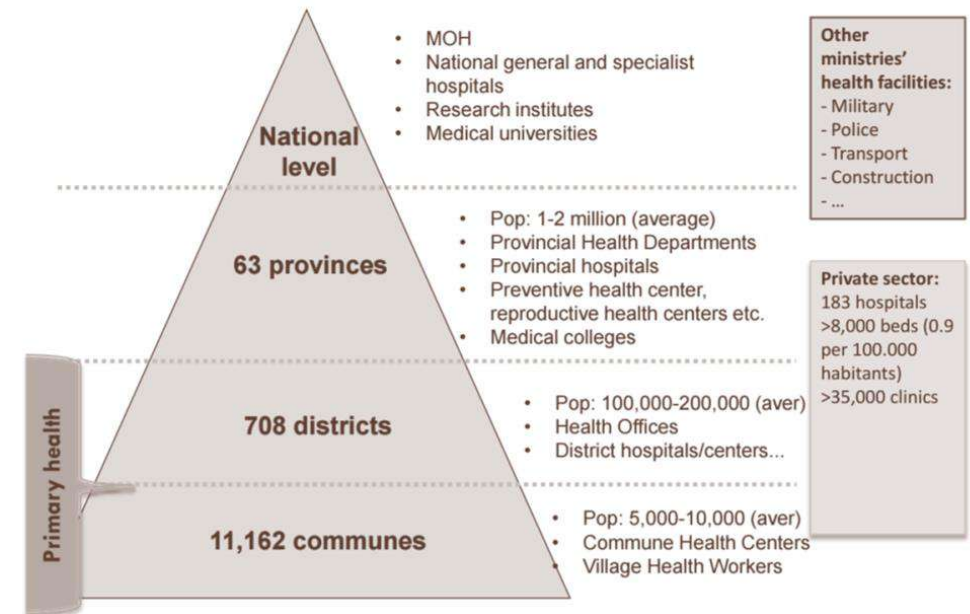 • MOH
• National general and specialist
hospitals
• Research institutes
• Medical universities
National
level
Other
ministries'
health facilities:
- Military
- Police
- Transport
- Construction
- ...
63 provinces
• Pop: 1-2 million (average)
• Provincial Health Departments
• Provincial hospitals
• Preventive health center,
reproductive health centers etc.
• Medical colleges
Private sector:
183 hospitals
>8,000 beds (0.9
per 100.000
habitants)
>35,000 clinics
Primary health
708 districts
• Pop: 100,000-200,000 (aver)
• Health Offices
• District hospitals/centers...
11,162 communes
• Pop: 5,000-10,000 (aver)
• Commune Health Centers
• Village Health Workers